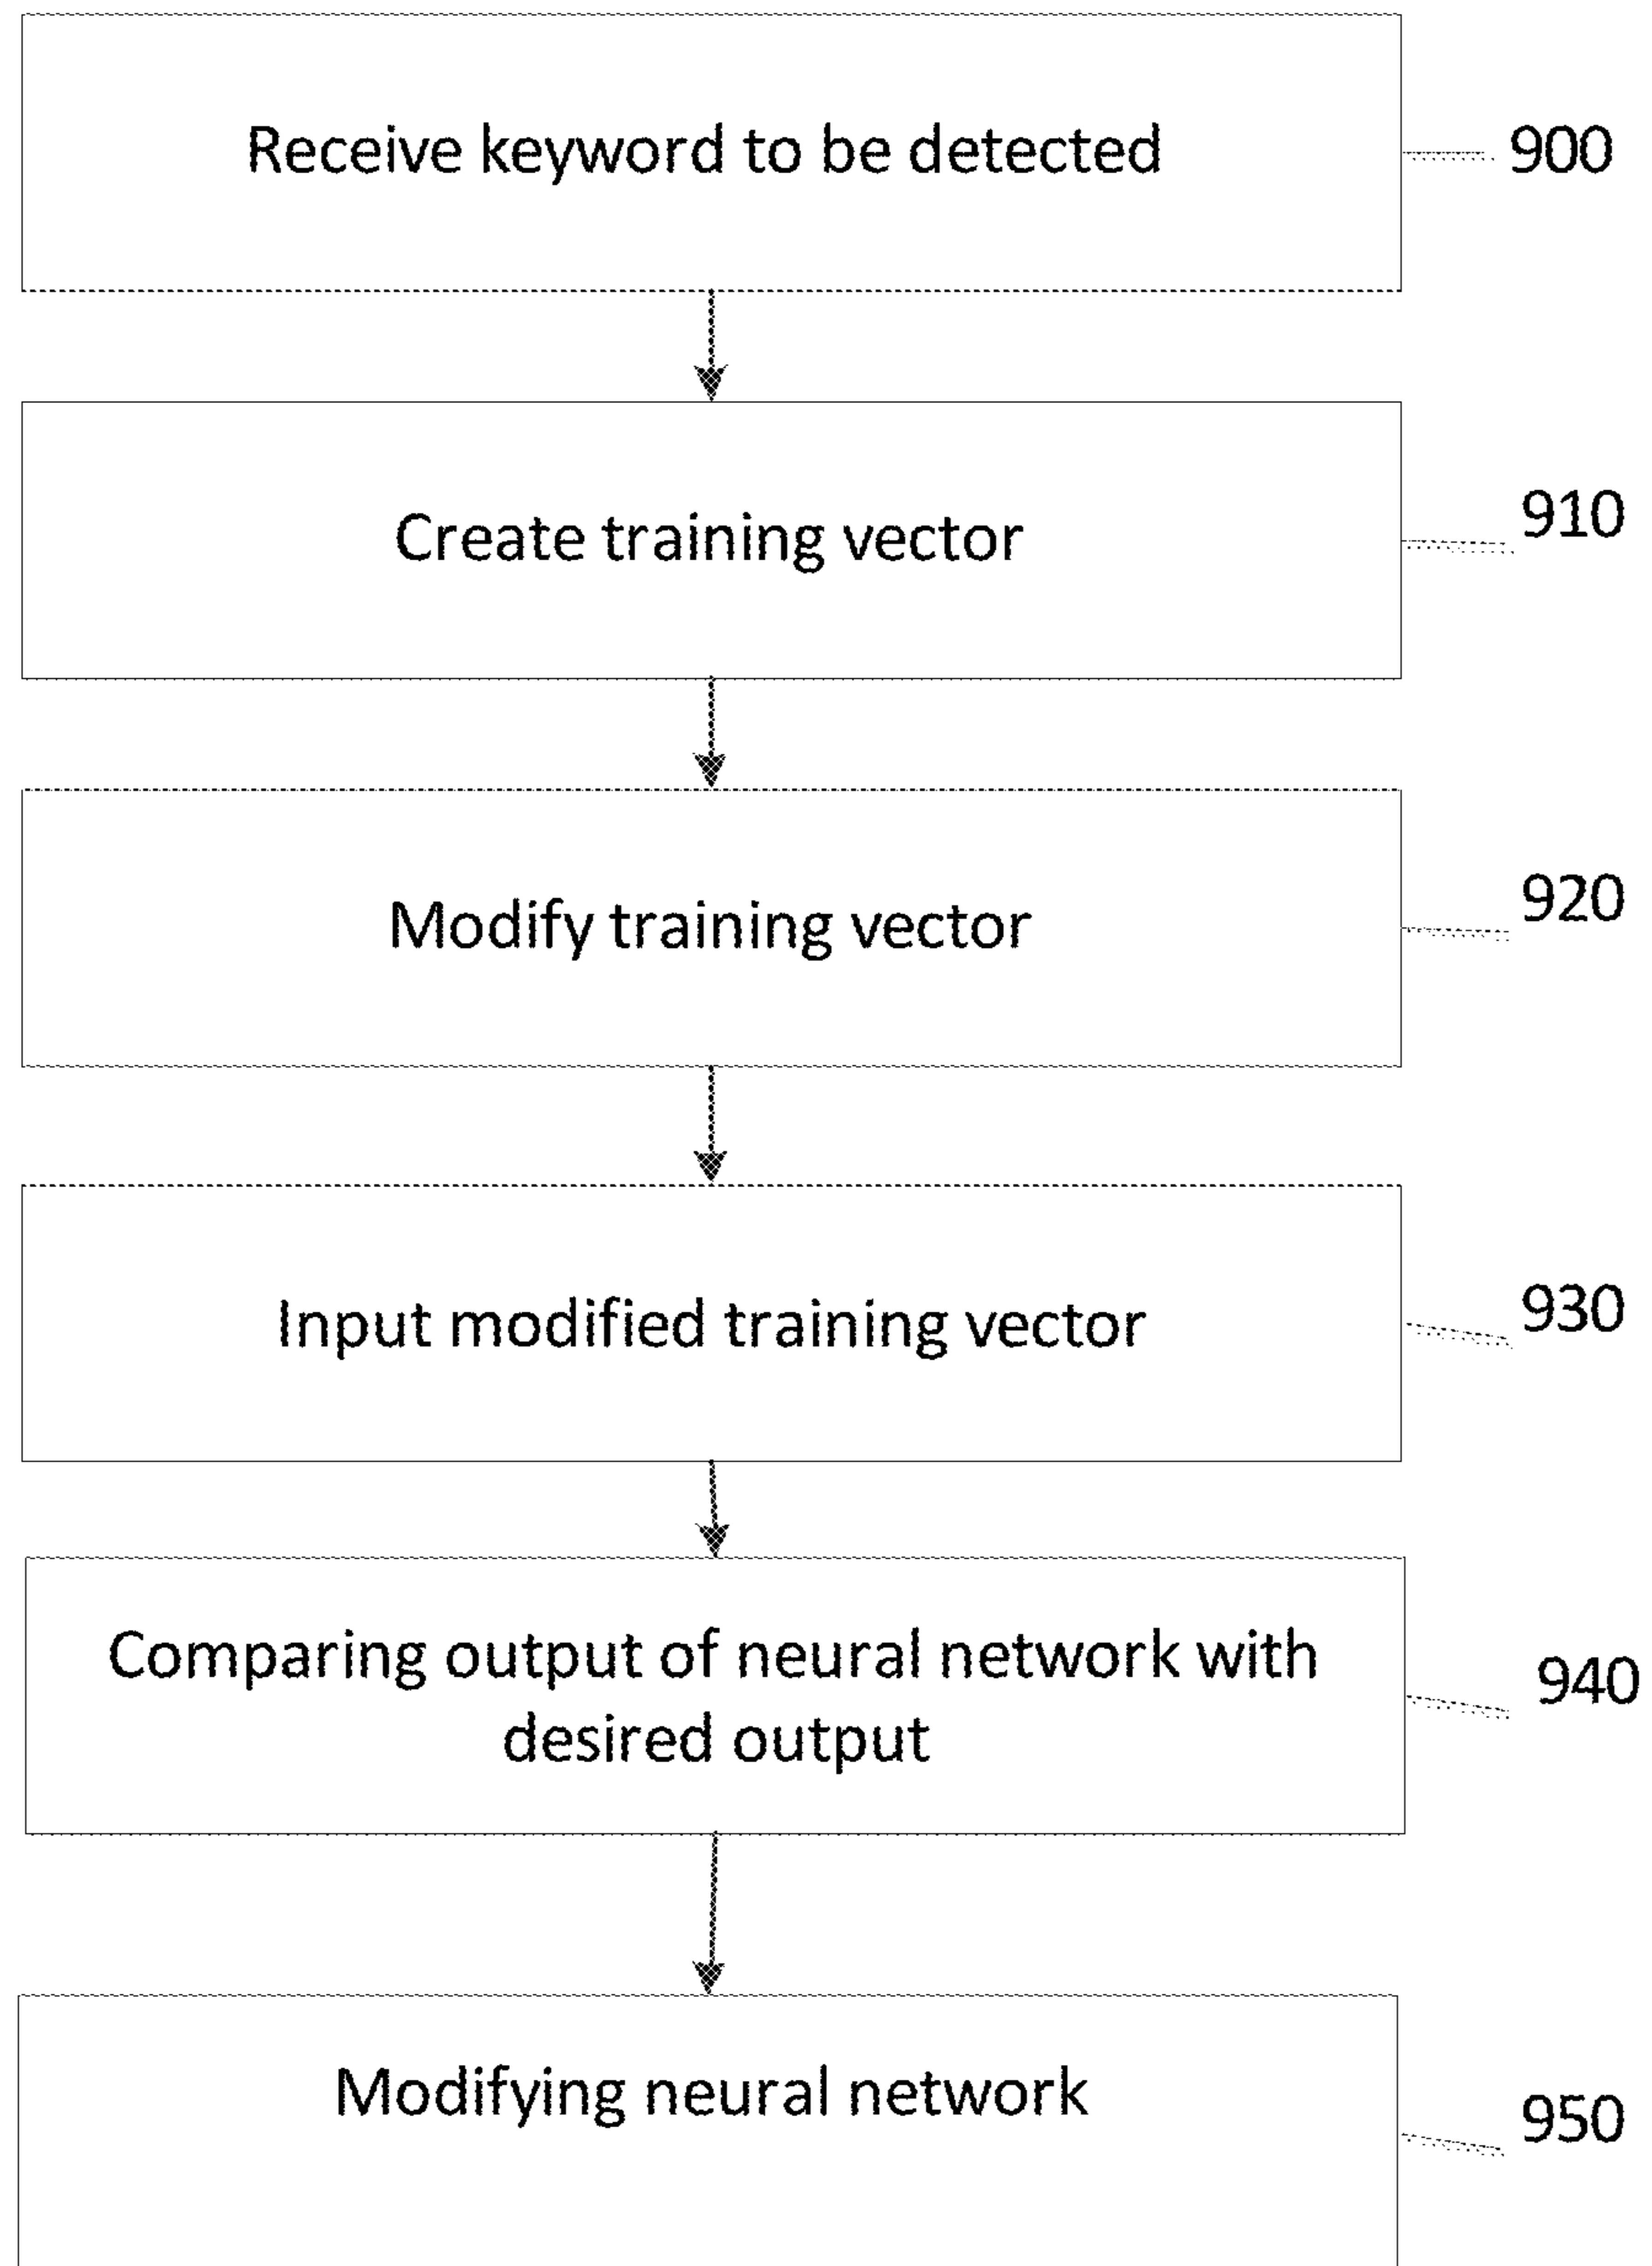 Receive keyword to be detected
900
Create training vector
910
Modify training vector
920
Input modified training vector
930
Comparing output of neural network with
desired output
940
Modifying neural network
950